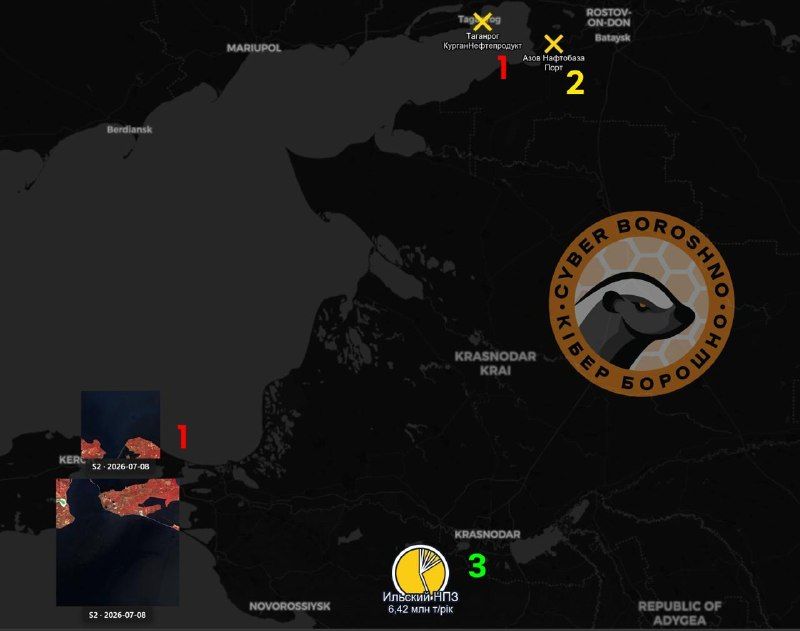 ROSTOV-
ON-DON
Taganrog
Bataysk
MARIUPOL
Таганрог
КурганНефтепродукт
Азов Нафтобаза
Порт
1
2
Berdiansk
CYBER BOROSHNO
КІБЕР БОРОШНО
KRASNODAR
KRAI
1
KERC
S2 - 2026-07-08
KRASNODAR
3
Ильский НПЗ
6,42 млн т/рік
S2 - 2026-07-08
NOVOROSSIYSK
REPUBLIC OF
ADYGEA